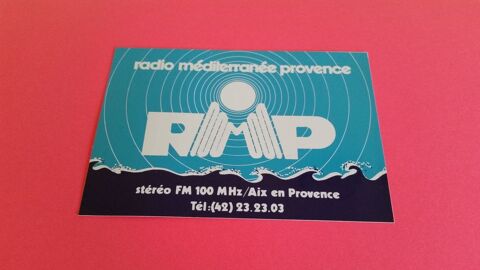 radio méditerranée provence
RMP
stéréo FM 100 MHz/Aix en Provence
Tél:(42) 23.23.03